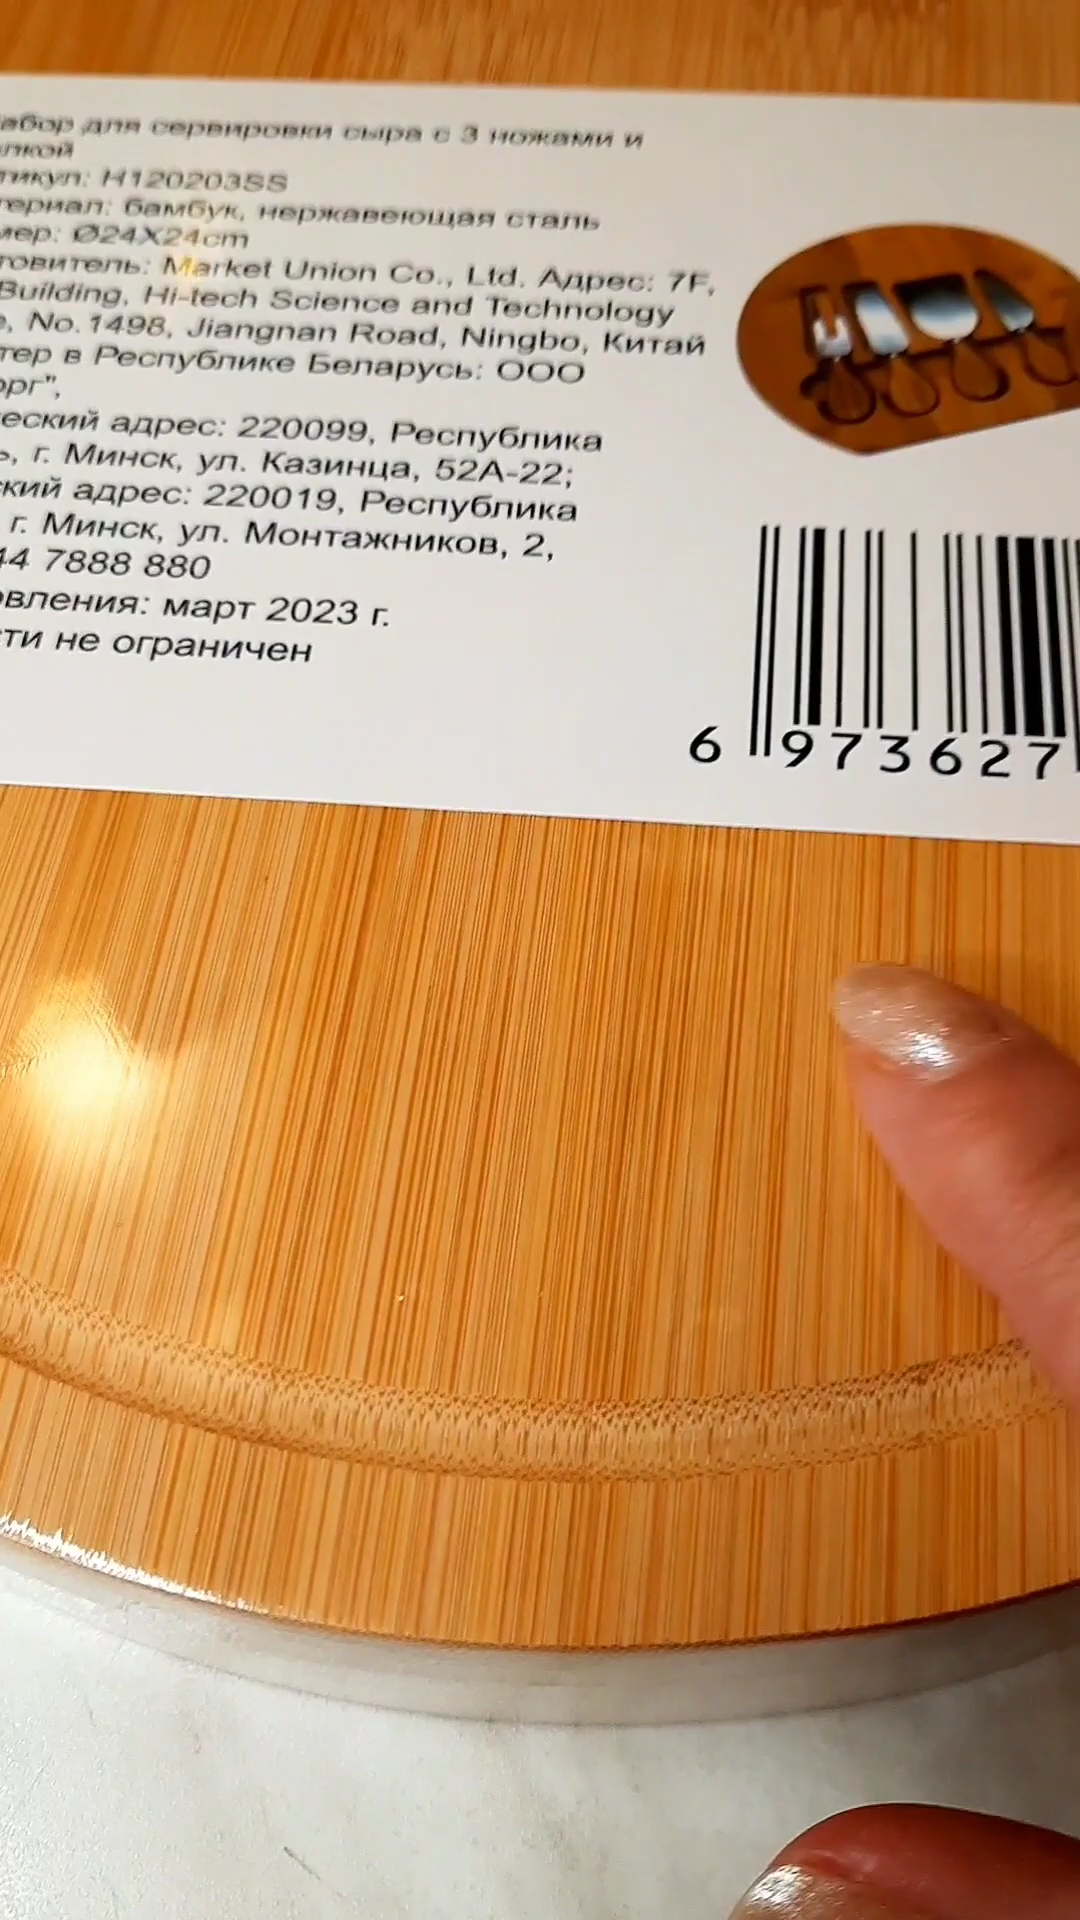 абор для сервировки сыра с 3 ножами и
лкой
тикул: H120203SS
териал: бамбук, нержавеющая сталь
мер: Ø24X24cm
товитель: Market Union Co., Ltd. Адрес: 7F,
Building, Hi-tech Science and Technology
e, No.1498, Jiangnan Road, Ningbo, Китай
тер в Республике Беларусь: ООО
орг",
еский адрес: 220099, Республика
ь, г. Минск, ул. Казинца, 52А-22;
кий адрес: 220019, Республика
г. Минск, ул. Монтажников, 2,
44 7888 880
овления: март 2023 г.
сти не ограничен
6 973627